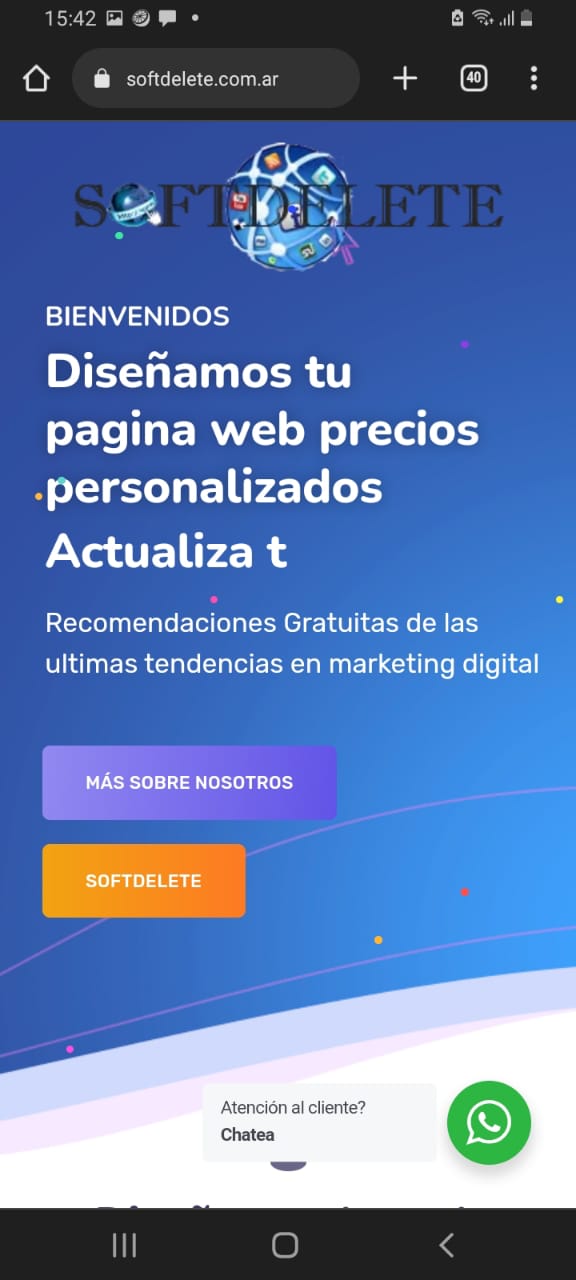 15:42
softdelete.com.ar
40
SOFTDELETE
BIENVENIDOS
Diseñamos tu
pagina web precios
personalizados
Actualiza t
Recomendaciones Gratuitas de las
ultimas tendencias en marketing digital
MÁS SOBRE NOSOTROS
SOFTDELETE
Atención al cliente?
Chatea